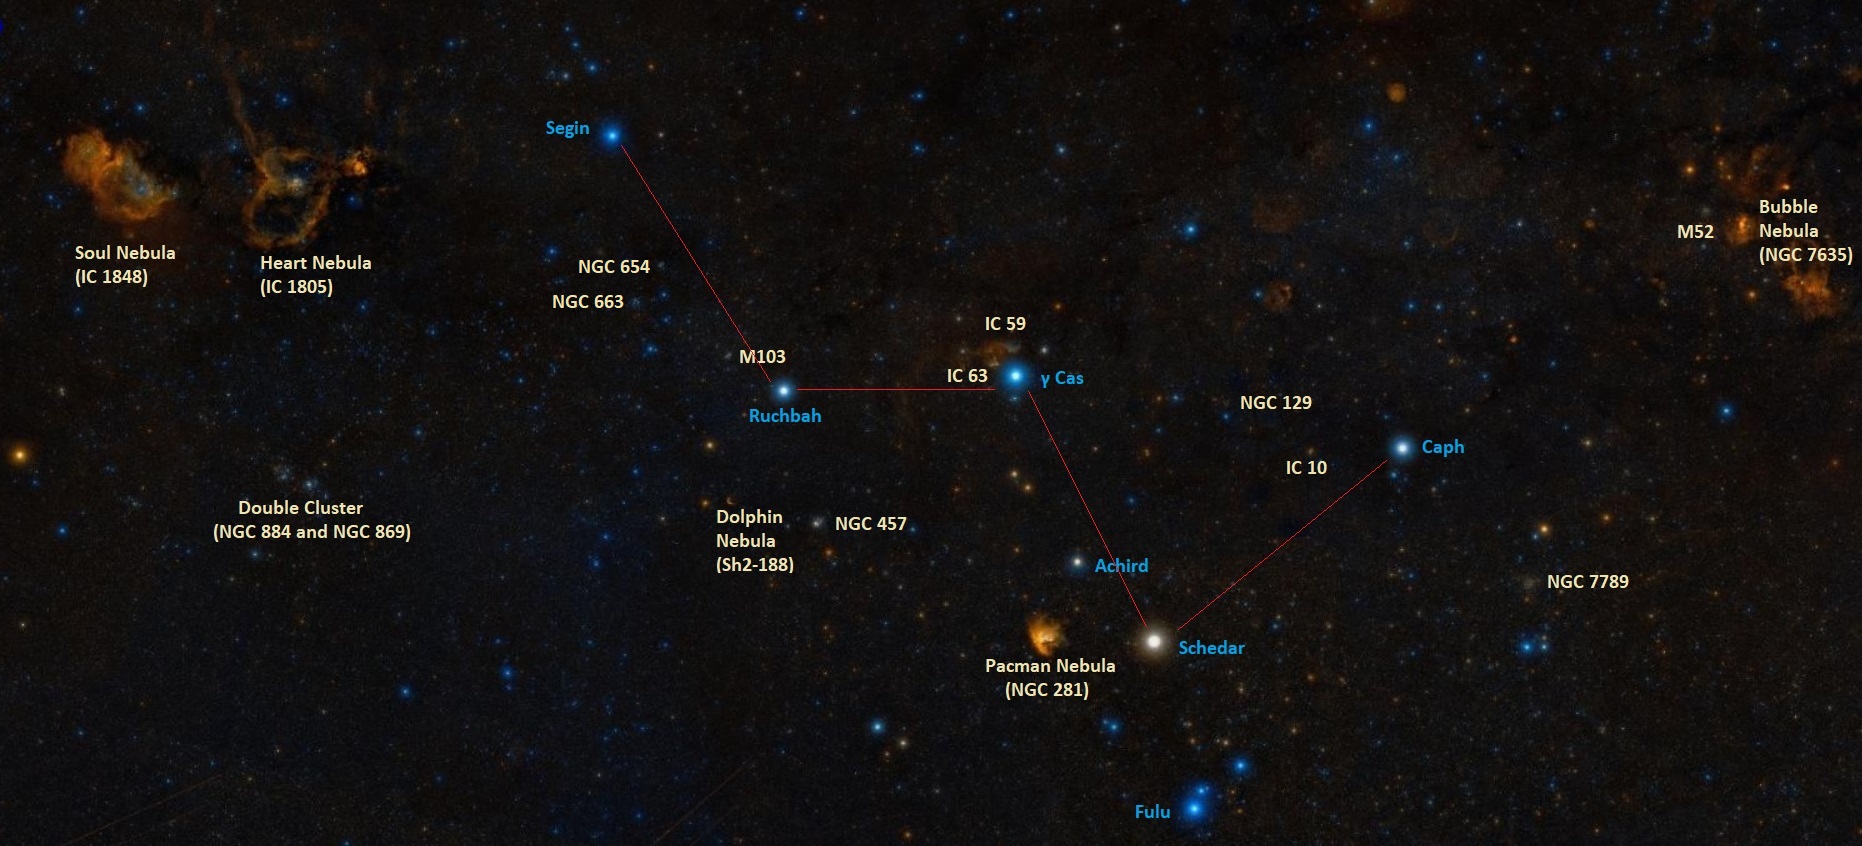 Segin
Soul Nebula
(IC 1848)
Heart Nebula
(IC 1805)
NGC 654
NGC 663
M103
Ruchbah
IC 59
IC 63
γ Cas
NGC 129
IC 10
Caph
M52
Bubble
Nebula
(NGC 7635)
Double Cluster
(NGC 884 and NGC 869)
Dolphin
Nebula
(Sh2-188)
NGC 457
Achird
NGC 7789
Schedar
Pacman Nebula
(NGC 281)
Fulu